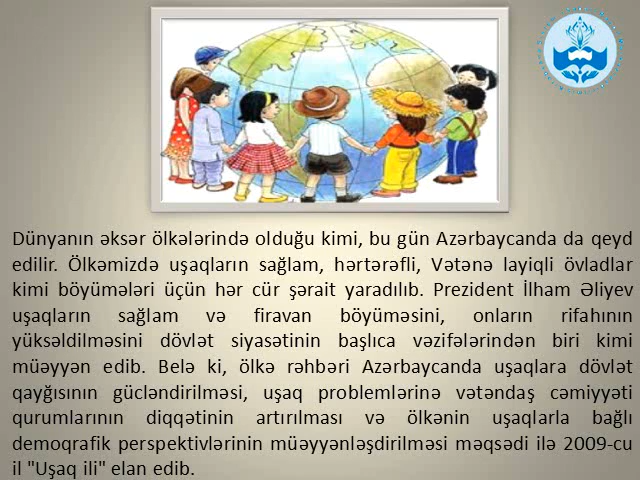 Dünyanın əksər ölkələrində olduğu kimi, bu gün Azərbaycanda da qeyd
edilir. Ölkəmizdə uşaqların sağlam, hərtərəfli, Vətənə layiqli övladlar
kimi böyümələri üçün hər cür şərait yaradılıb. Prezident İlham Əliyev
uşaqların sağlam və firavan böyüməsini, onların rifahının
yüksəldilməsini dövlət siyasətinin başlıca vəzifələrindən biri kimi
müəyyən edib. Belə ki, ölkə rəhbəri Azərbaycanda uşaqlara dövlət
qayğısının gücləndirilməsi, uşaq problemlərinə vətəndaş cəmiyyəti
qurumlarının diqqətinin artırılması və ölkənin uşaqlarla bağlı
demoqrafik perspektivlərinin müəyyənləşdirilməsi məqsədi ilə 2009-cu
il "Uşaq ili" elan edib.